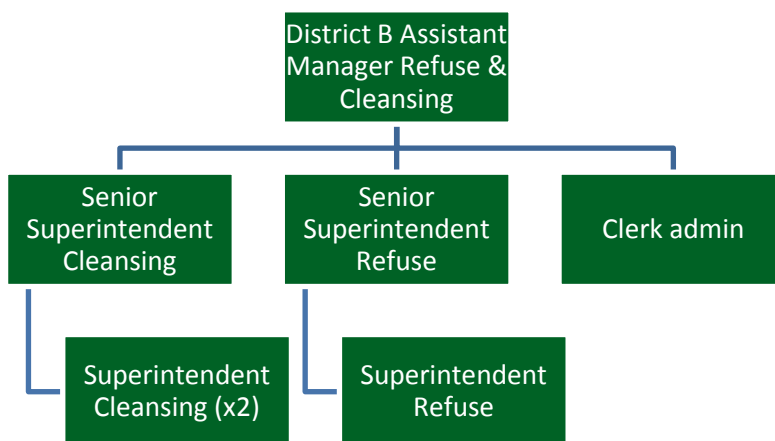 District B Assistant
Manager Refuse &
Cleansing
Senior
Superintendent
Cleansing
Senior
Superintendent
Refuse
Clerk admin
Superintendent
Cleansing (x2)
Superintendent
Refuse